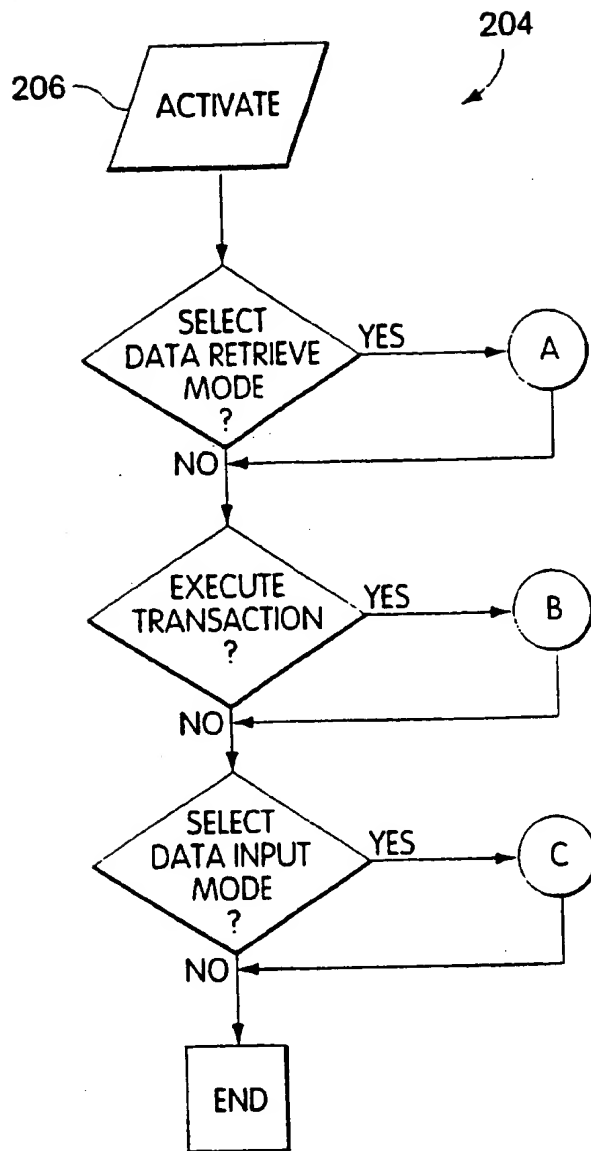 204
206
ACTIVATE
SELECT
DATA RETRIEVE
MODE
?
YES
A
NO
EXECUTE
TRANSACTION
?
YES
B
NO
SELECT
DATA INPUT
MODE
?
YES
C
NO
END